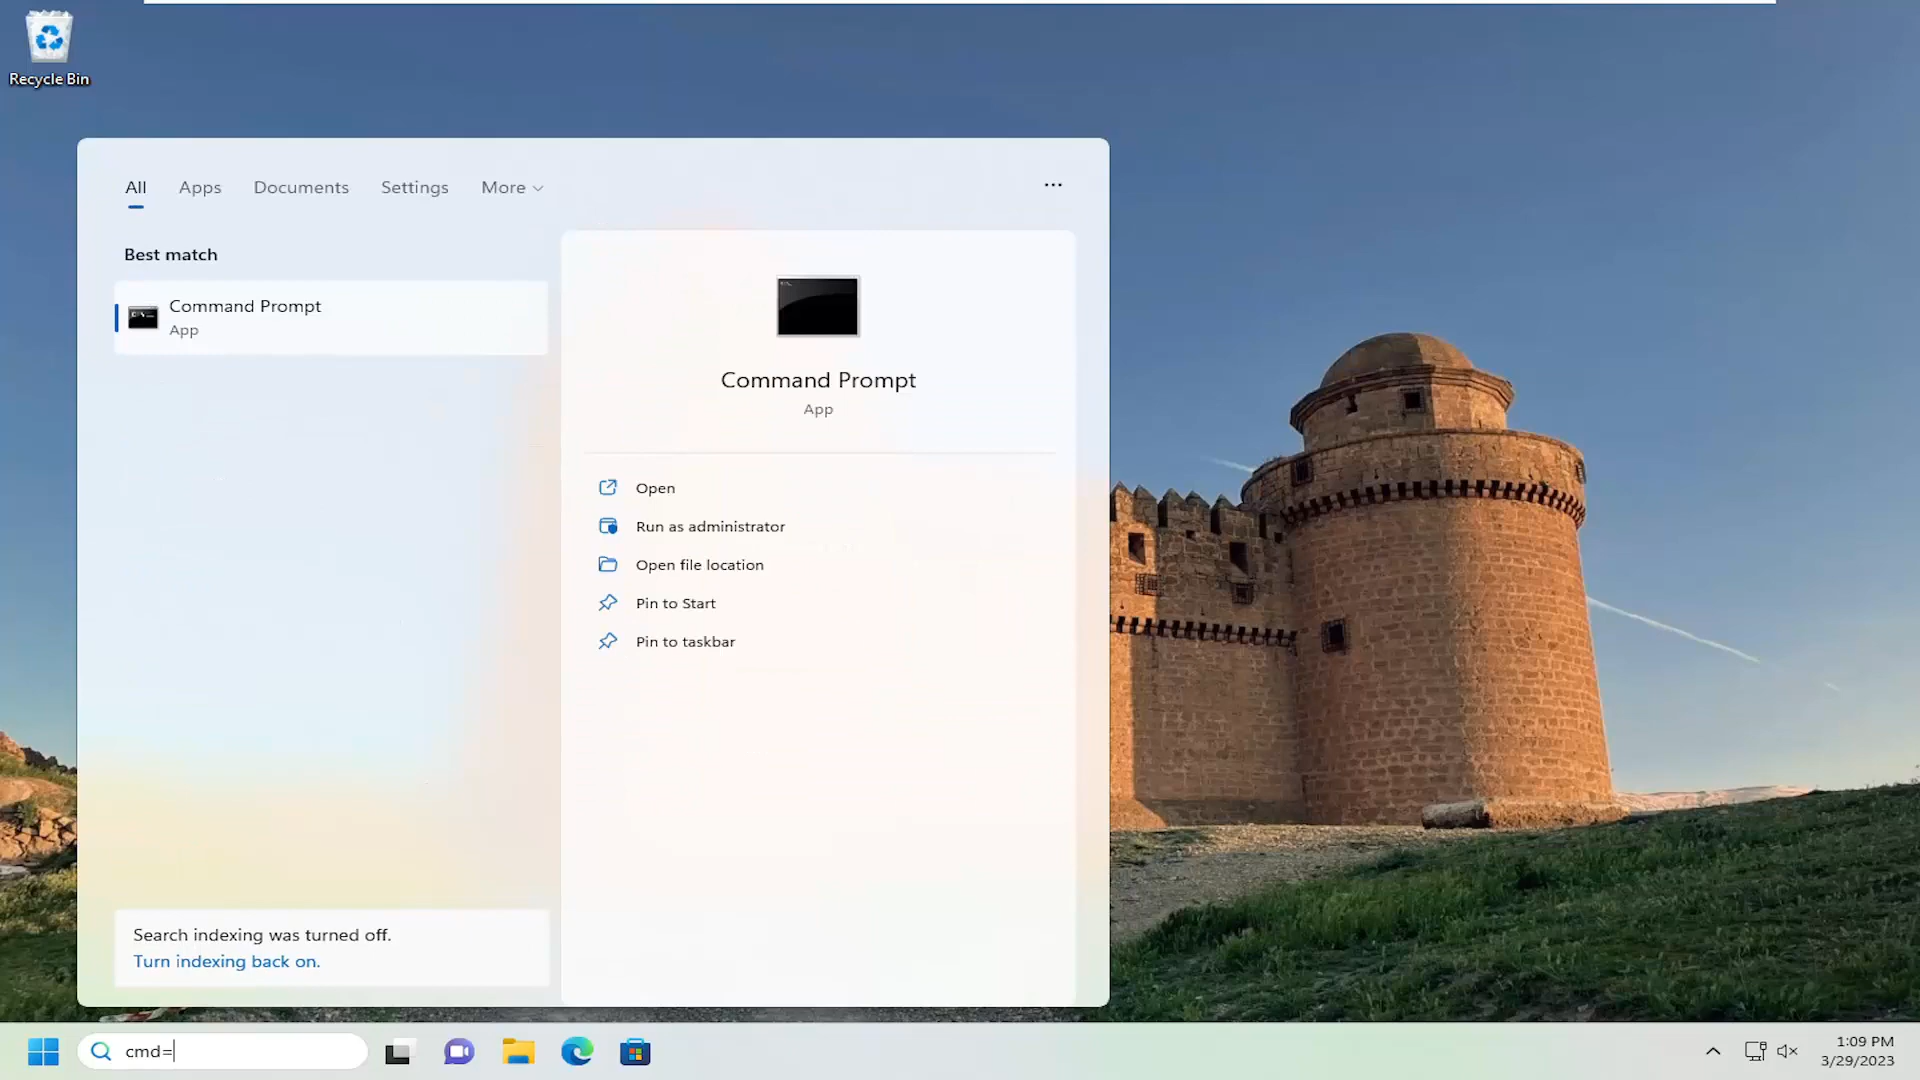 Recycle Bin
All Apps Documents Settings More
Best match
Command Prompt
App
Command Prompt
App
Open
Run as administrator
Open file location
Pin to Start
Pin to taskbar
Search indexing was turned off.
Turn indexing back on.
cmd=
1:09 PM
3/29/2023